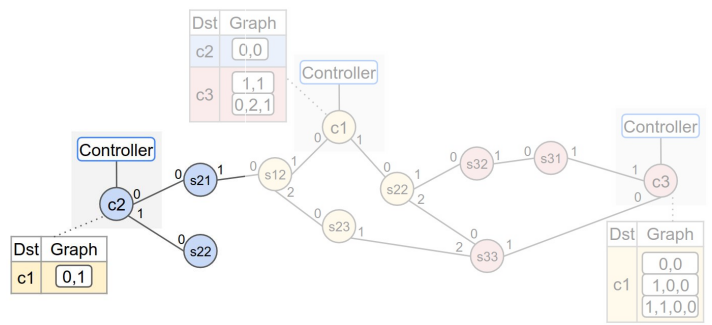 Dst Graph
c2 0,0
c3 1,1
0,2,1
Controller
c1
0 1
Controller
c2
0
1
0 s21 1
0 s22
0 s12 1
2
0 s23 1
0 s22 1
2
0 s32 1
0 s31 1
0
2 s33 1
Controller
1
c3
0
Dst Graph
c1 0,1
Dst Graph
c1 0,0
1,0,0
1,1,0,0